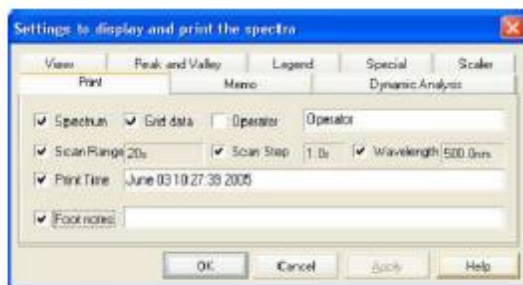 Settings to display and print the spectra
View Peak and Valley Legend Special Scaler
Print Memo Dynamic Analysis
Spectrum Grid data Operator Operator
Scan Range 20s Scan Step 1.0s Wavelength 500.0nm
Print Time June 03 10:27:39 2005
Foot notes
OK Cancel Apply Help